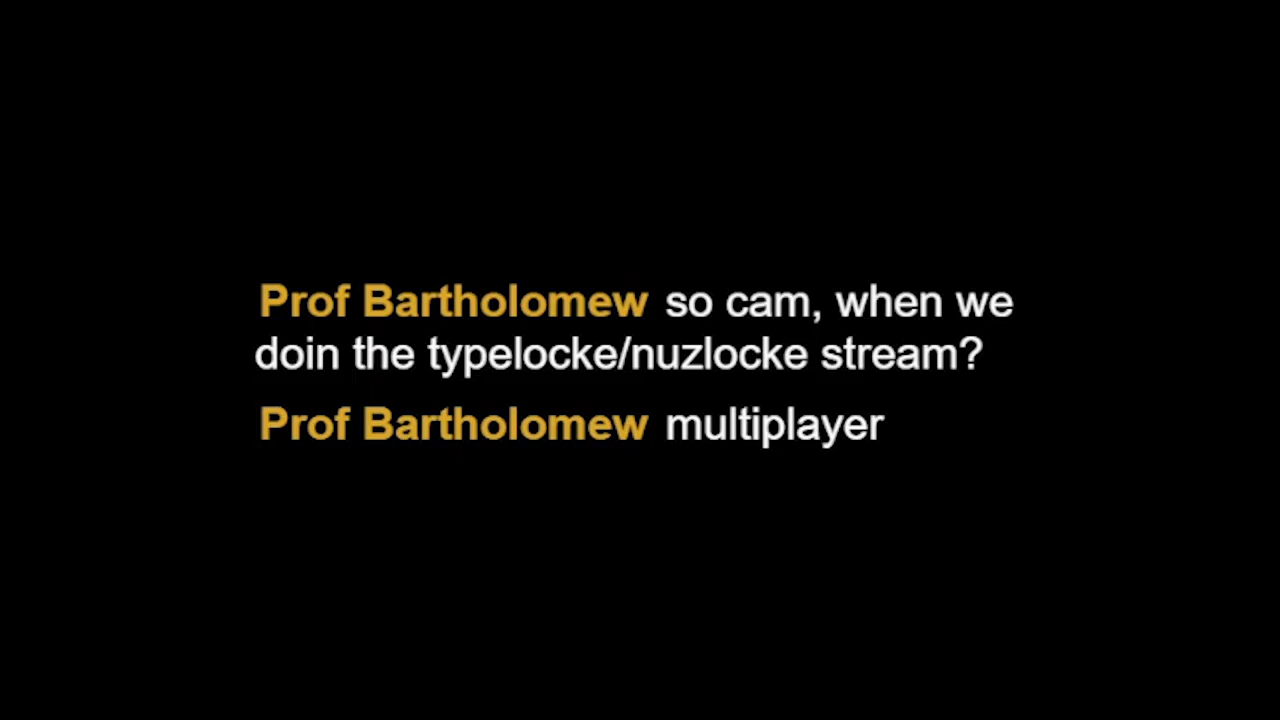 Prof Bartholomew so cam, when we
doin the typelocke/nuzlocke stream?
Prof Bartholomew multiplayer